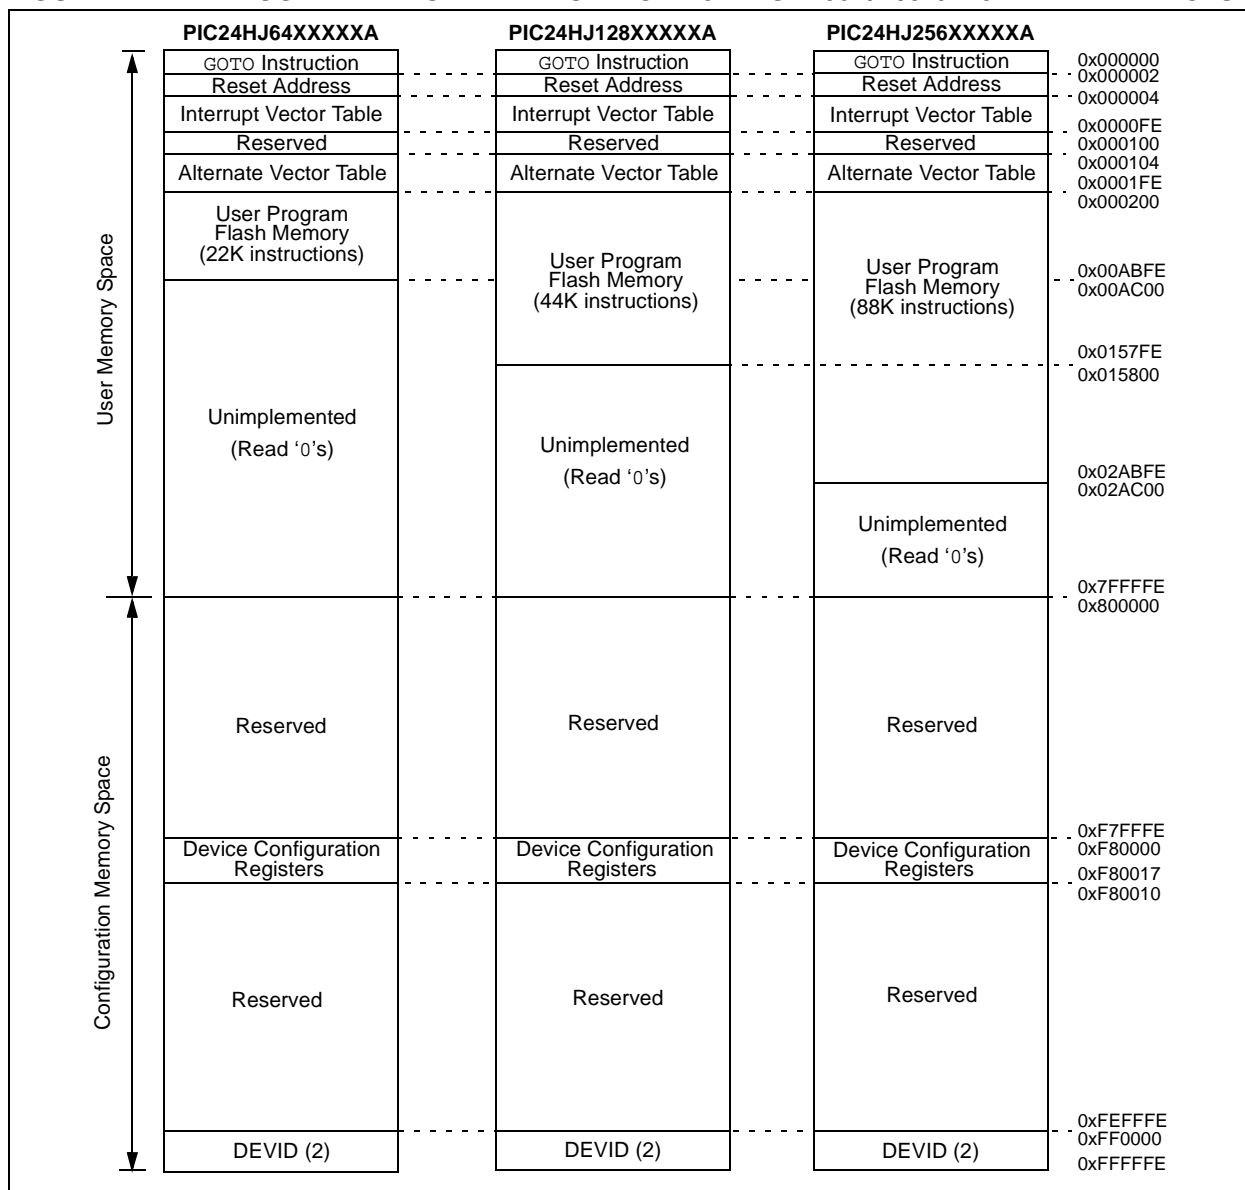 PIC24HJ64XXXXXA
PIC24HJ128XXXXXA
PIC24HJ256XXXXXA
GOTO Instruction
GOTO Instruction
GOTO Instruction
0x000000
0x000002
Reset Address
Reset Address
Reset Address
0x000004
Interrupt Vector Table
Interrupt Vector Table
Interrupt Vector Table
0x0000FE
0x000100
Reserved
Reserved
Reserved
0x000104
Alternate Vector Table
Alternate Vector Table
Alternate Vector Table
0x0001FE
0x000200
User Program
Flash Memory
(22K instructions)
User Program
Flash Memory
(44K instructions)
User Program
Flash Memory
(88K instructions)
0x00ABFE
0x00AC00
0x0157FE
0x015800
User Memory Space
Unimplemented
(Read ‘0’s)
Unimplemented
(Read ‘0’s)
0x02ABFE
0x02AC00
Unimplemented
(Read ‘0’s)
0x7FFFFE
0x800000
Configuration Memory Space
Reserved
Reserved
Reserved
0xF7FFFE
0xF80000
Device Configuration
Registers
Device Configuration
Registers
Device Configuration
Registers
0xF80017
0xF80010
Reserved
Reserved
Reserved
0xFEFFFE
0xFF0000
DEVID (2)
DEVID (2)
DEVID (2)
0xFFFFFE